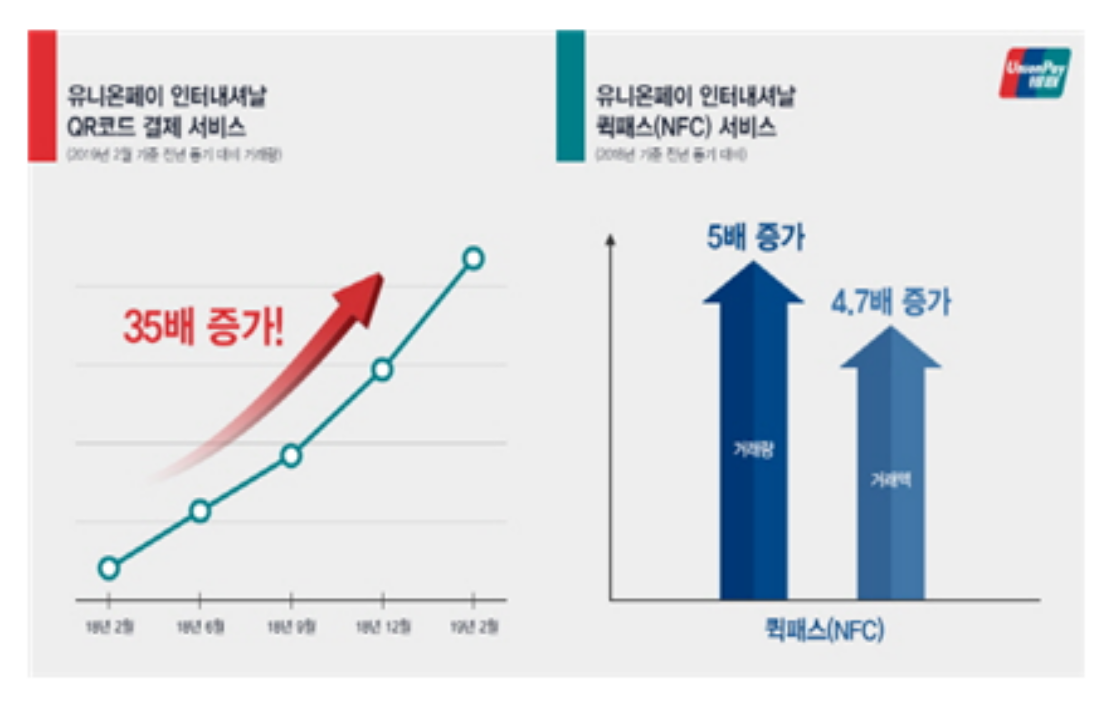 유니온페이 인터내셔날
QR코드 결제 서비스
(2019년 2월 기준 전년 동기 대비 거래량)
35배 증가!
18년 2월
18년 6월
18년 9월
18년 12월
19년 2월
유니온페이 인터내셔날
퀵패스(NFC) 서비스
(2018년 기준 전년 동기 대비)
UnionPay
银联
5배 증가
4.7배 증가
거래량
거래액
퀵패스(NFC)